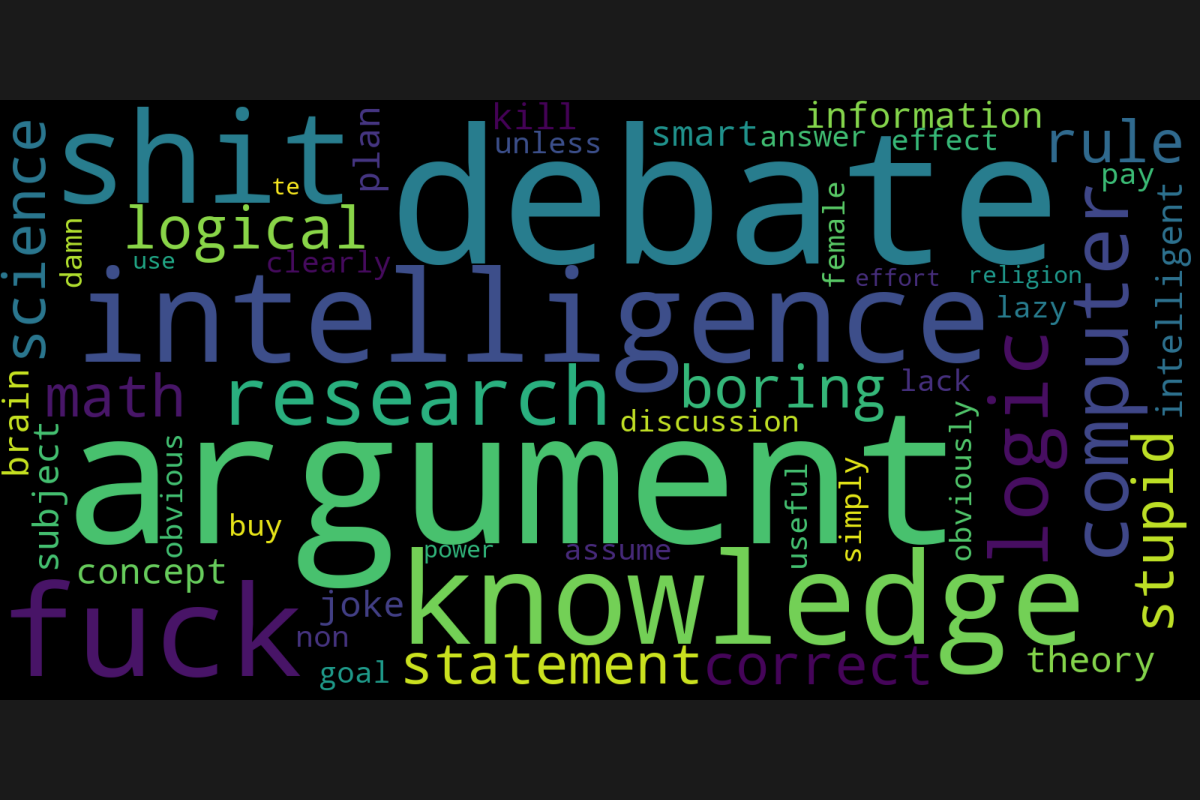 shit
debate
kill
unless
plan
te
smart
answer
information
effect
rule
pay
science
damn
logical
use
clearly
female
effort
religion
lazy
intelligent
computer
intelligence
brain
math
research
boring
lack
discussion
logic
stupid
subject
obvious
argument
buy
power
assume
useful
simply
obviously
concept
fuck
joke
non
goal
knowledge
statement
correct
theory